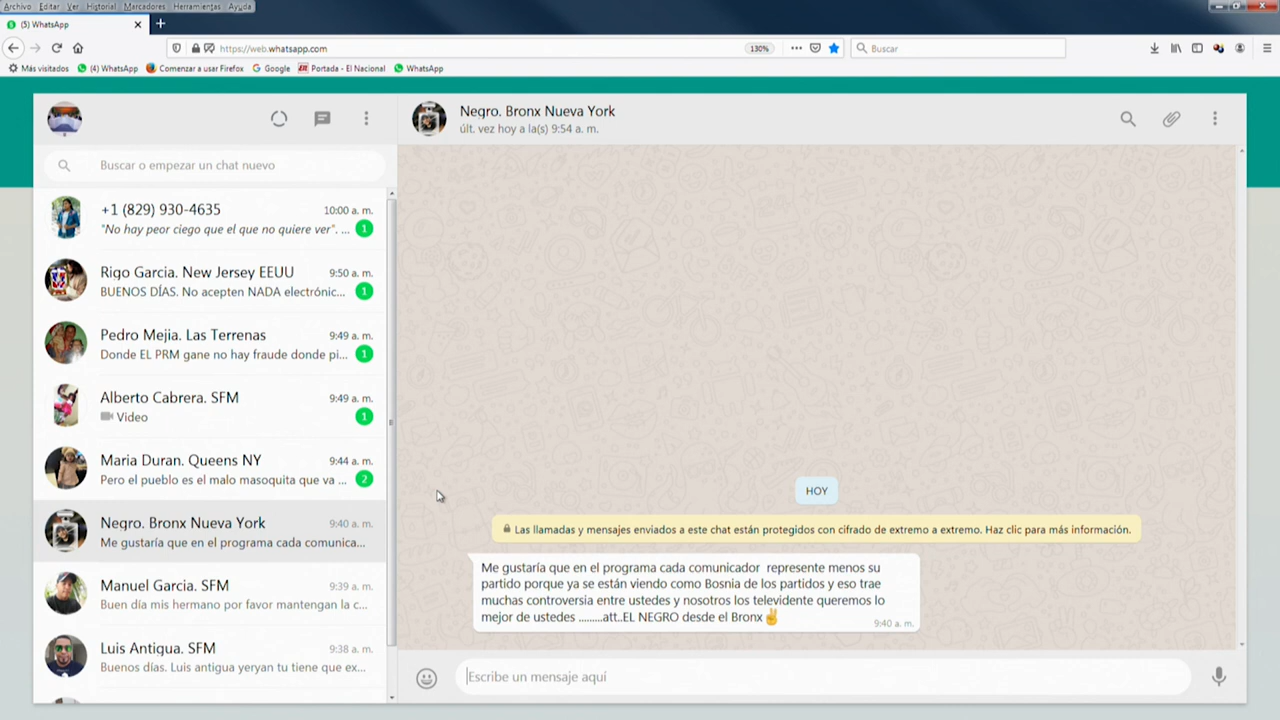 Archivo Editar Ver Historial Marcadores Herramientas Ayuda
(5) WhatsApp
https://web.whatsapp.com
130%
Buscar
Más visitados
(4) WhatsApp
Comenzar a usar Firefox
Google
Portada - El Nacional
WhatsApp
Buscar o empezar un chat nuevo
+1 (829) 930-4635
10:00 a. m.
"No hay peor ciego que el que no quiere ver". ...
1
Rigo Garcia. New Jersey EEUU
9:50 a. m.
BUENOS DÍAS. No acepten NADA electrónic...
1
Pedro Mejia. Las Terrenas
9:49 a. m.
Donde EL PRM gane no hay fraude donde pi...
1
Alberto Cabrera. SFM
9:49 a. m.
Video
1
Maria Duran. Queens NY
9:44 a. m.
Pero el pueblo es el malo masoquita que va ...
2
Negro. Bronx Nueva York
9:40 a. m.
Me gustaría que en el programa cada comunica...
Manuel Garcia. SFM
9:39 a. m.
Buen día mis hermano por favor mantengan la c...
Luis Antigua. SFM
9:38 a. m.
Buenos días. Luis antigua yeryan tu tiene que ex...
Negro. Bronx Nueva York
últ. vez hoy a la(s) 9:54 a. m.
HOY
Las llamadas y mensajes enviados a este chat están protegidos con cifrado de extremo a extremo. Haz clic para más información.
Me gustaría que en el programa cada comunicador represente menos su
partido porque ya se están viendo como Bosnia de los partidos y eso trae
muchas controversia entre ustedes y nosotros los televidente queremos lo
mejor de ustedes .........att..EL NEGRO desde el Bronx✌
9:40 a. m.
Escribe un mensaje aquí